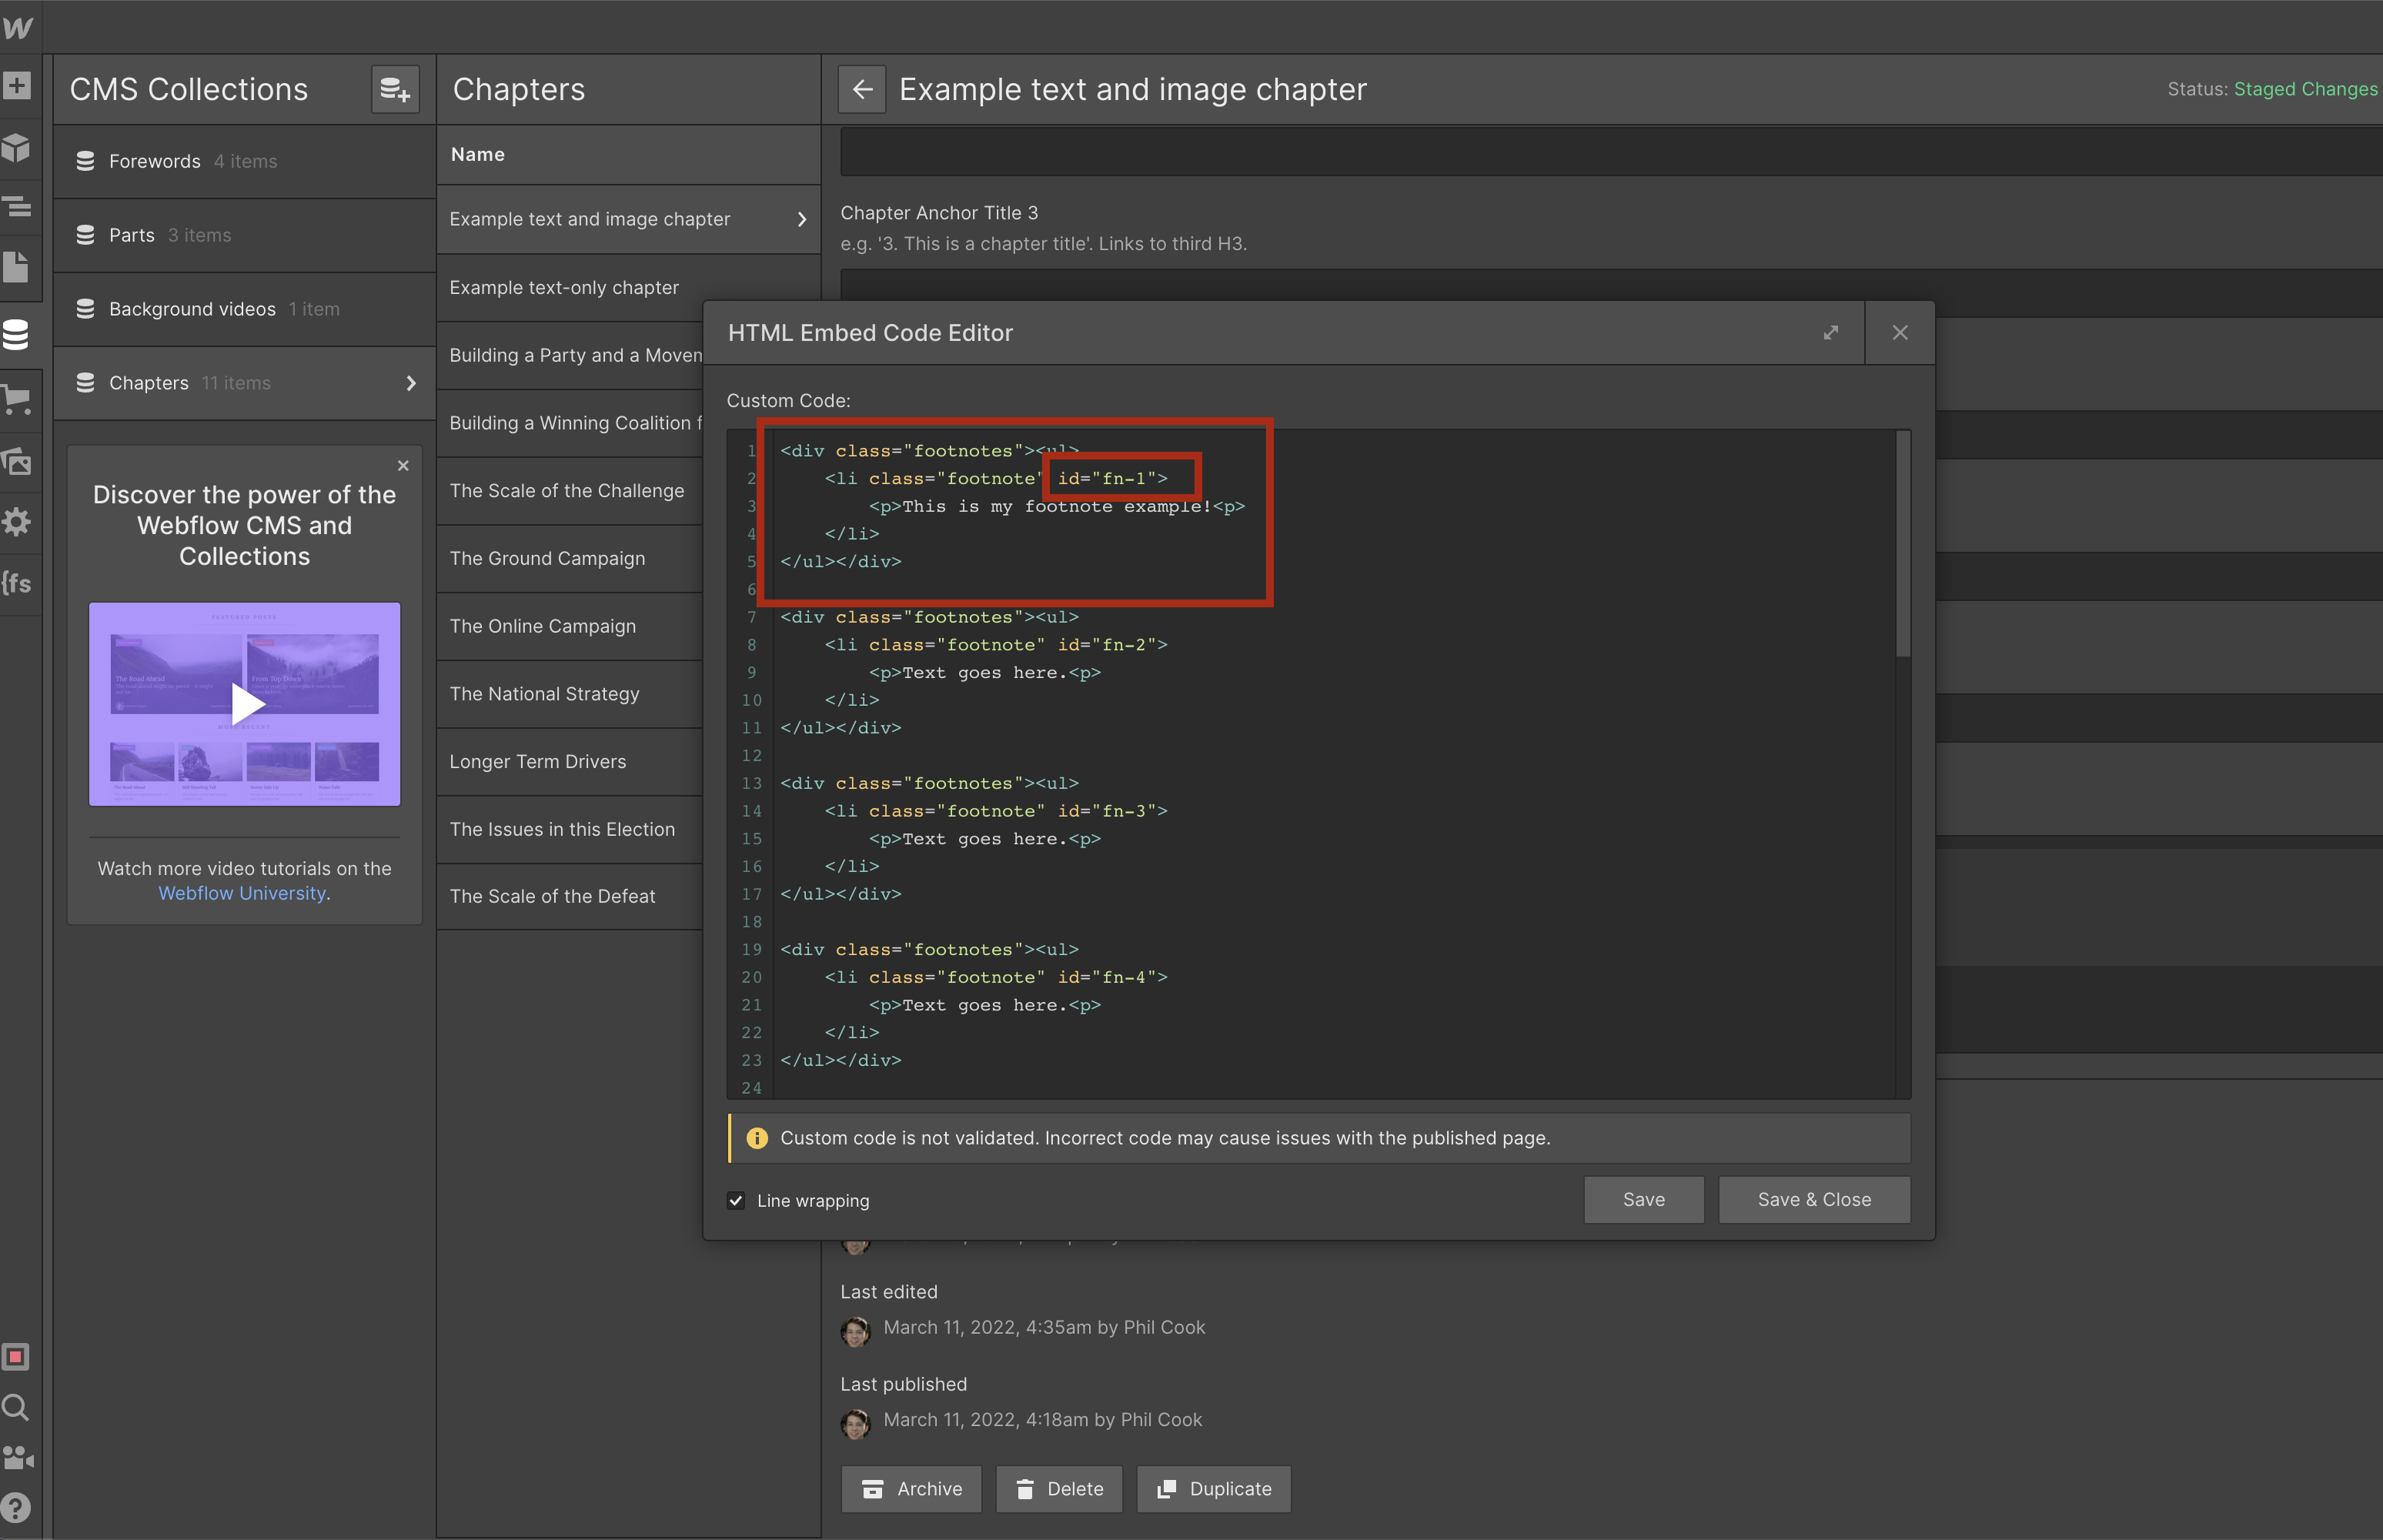 CMS Collections
Forewords 4 items
Parts 3 items
Background videos 1 item
Chapters 11 items
Discover the power of the
Webflow CMS and
Collections
FEATURED POSTS
The Road Ahead
From Top Down
MOST RECENT
Watch more video tutorials on the
Webflow University.
{fs
Chapters
Name
Example text and image chapter
Example text-only chapter
Building a Party and a Movem
Building a Winning Coalition f
The Scale of the Challenge
The Ground Campaign
The Online Campaign
The National Strategy
Longer Term Drivers
The Issues in this Election
The Scale of the Defeat
Example text and image chapter
Status: Staged Changes
Chapter Anchor Title 3
e.g. '3. This is a chapter title'. Links to third H3.
HTML Embed Code Editor
Custom Code:
1 <div class="footnotes"><ul>
2 <li class="footnote" id="fn-1">
3 <p>This is my footnote example!<p>
4 </li>
5 </ul></div>
6
7 <div class="footnotes"><ul>
8 <li class="footnote" id="fn-2">
9 <p>Text goes here.<p>
10 </li>
11 </ul></div>
12
13 <div class="footnotes"><ul>
14 <li class="footnote" id="fn-3">
15 <p>Text goes here.<p>
16 </li>
17 </ul></div>
18
19 <div class="footnotes"><ul>
20 <li class="footnote" id="fn-4">
21 <p>Text goes here.<p>
22 </li>
23 </ul></div>
24
Custom code is not validated. Incorrect code may cause issues with the published page.
Line wrapping
Save
Save & Close
Last edited
March 11, 2022, 4:35am by Phil Cook
Last published
March 11, 2022, 4:18am by Phil Cook
Archive
Delete
Duplicate